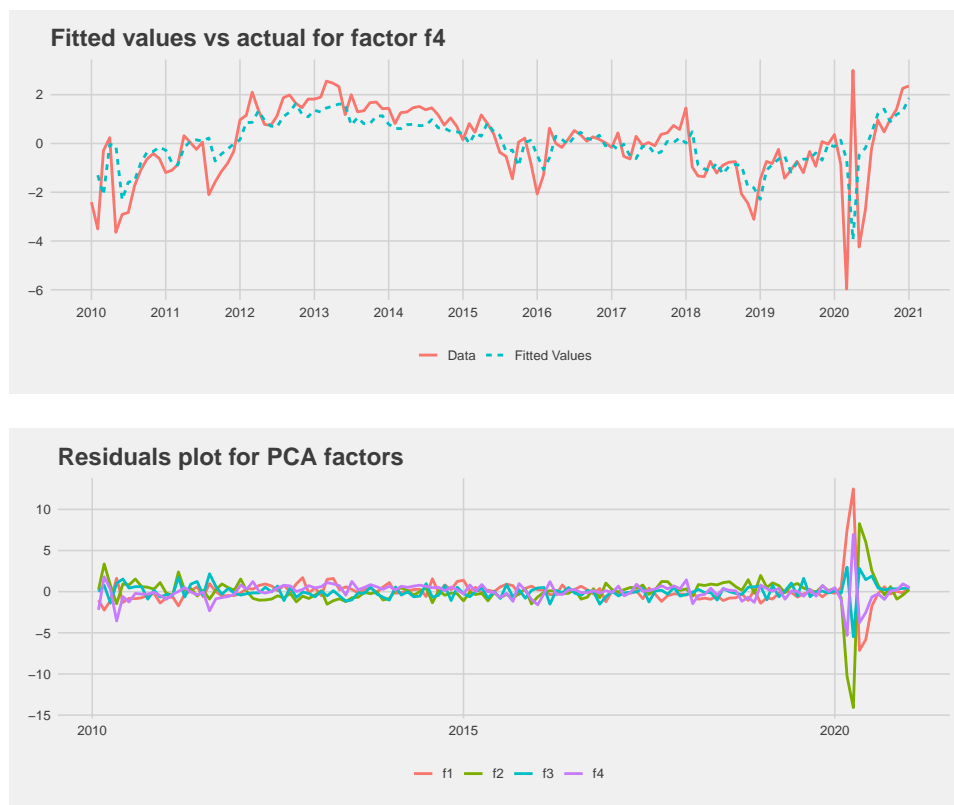 Fitted values vs actual for factor f4
2
0
−2
−4
−6
2010 2011 2012 2013 2014 2015 2016 2017 2018 2019 2020 2021
Data Fitted Values
Residuals plot for PCA factors
10
5
0
−5
−10
−15
2010 2015 2020
f1 f2 f3 f4